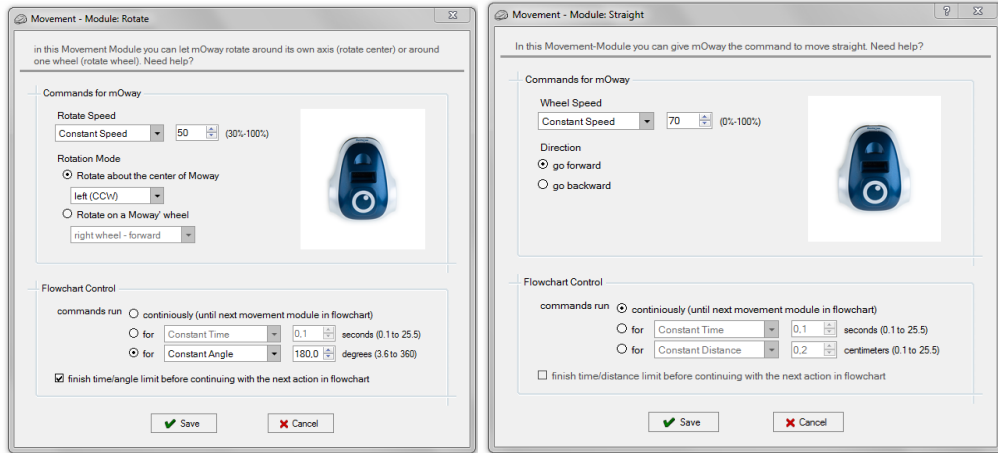 Movement - Module: Rotate
in this Movement Module you can let mOway rotate around its own axis (rotate center) or around
one wheel (rotate wheel). Need help?
Commands for mOway
Rotate Speed
Constant Speed 50 (30%-100%)
Rotation Mode
Rotate about the center of Moway
left (CCW)
Rotate on a Moway' wheel
right wheel - forward
Flowchart Control
commands run continiously (until next movement module in flowchart)
for Constant Time 0,1 seconds (0.1 to 25.5)
for Constant Angle 180,0 degrees (3.6 to 360)
finish time/angle limit before continuing with the next action in flowchart
Save Cancel
Movement - Module: Straight
In this Movement-Module you can give mOway the command to move straight. Need help?
Commands for mOway
Wheel Speed
Constant Speed 70 (0%-100%)
Direction
go forward
go backward
Flowchart Control
commands run continiously (until next movement module in flowchart)
for Constant Time 0,1 seconds (0.1 to 25.5)
for Constant Distance 0,2 centimeters (0.1 to 25.5)
finish time/distance limit before continuing with the next action in flowchart
Save Cancel